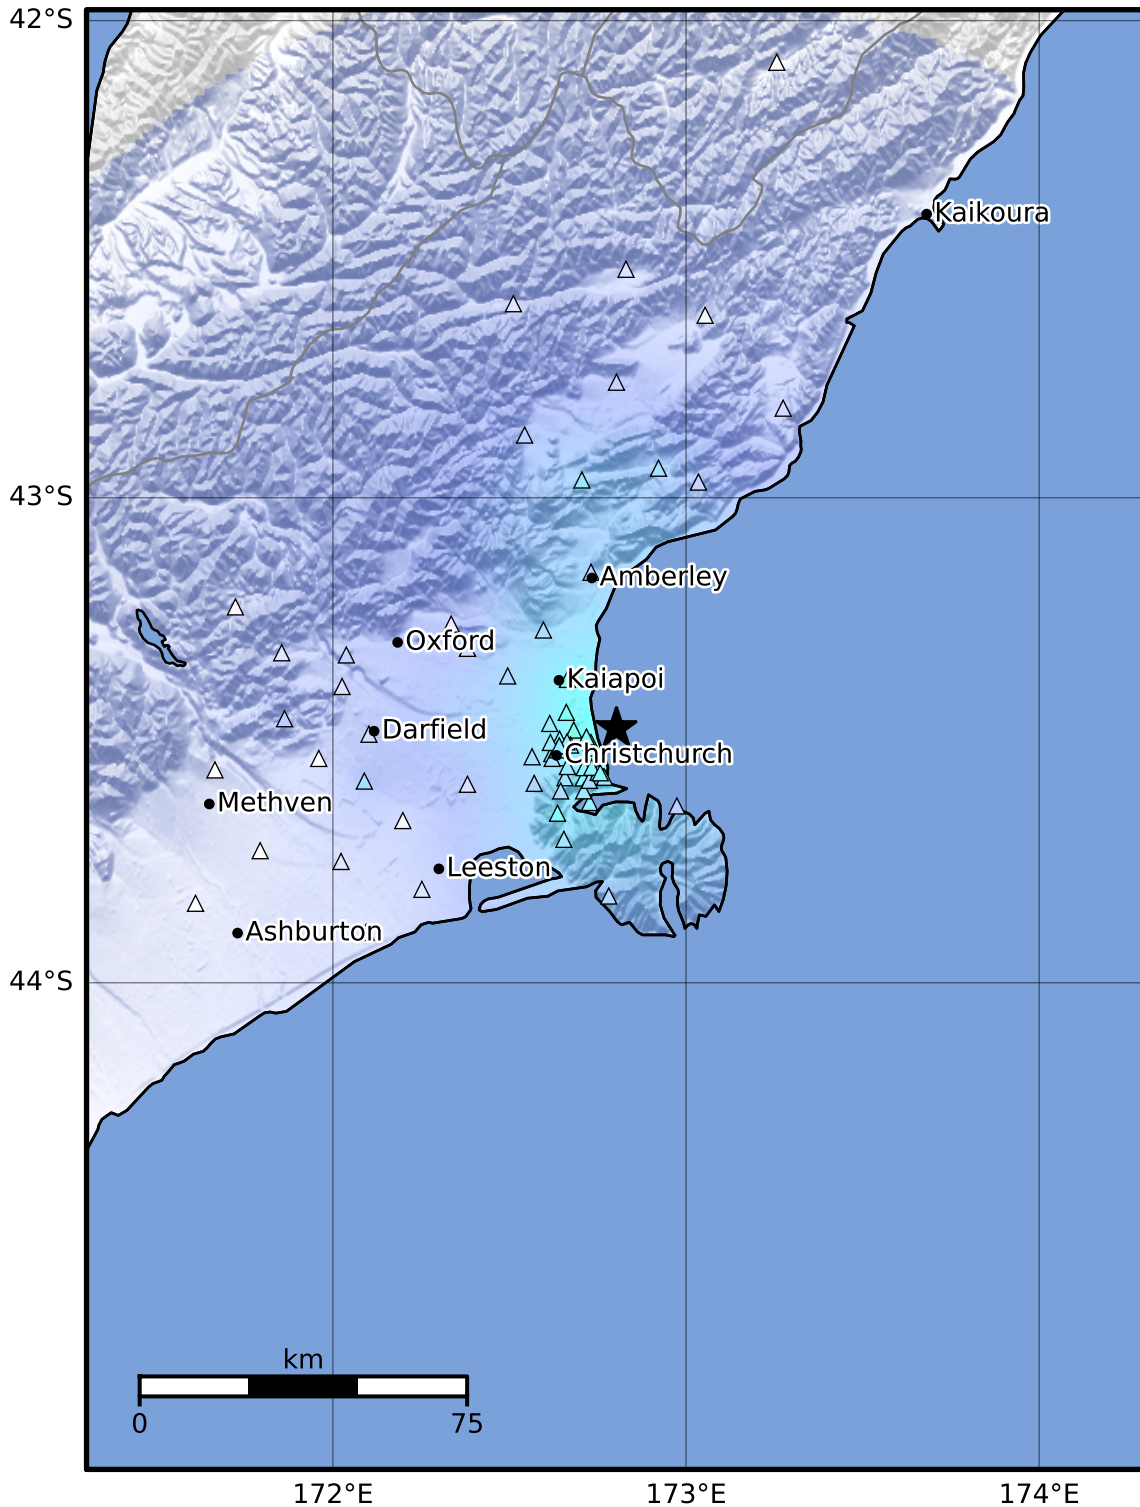 42°S
Kaikoura
43°S
Amberley
Oxford
Kaiapoi
Darfield
Christchurch
Methven
Leeston
Ashburton
44°S
km
0 75
172°E 173°E 174°E